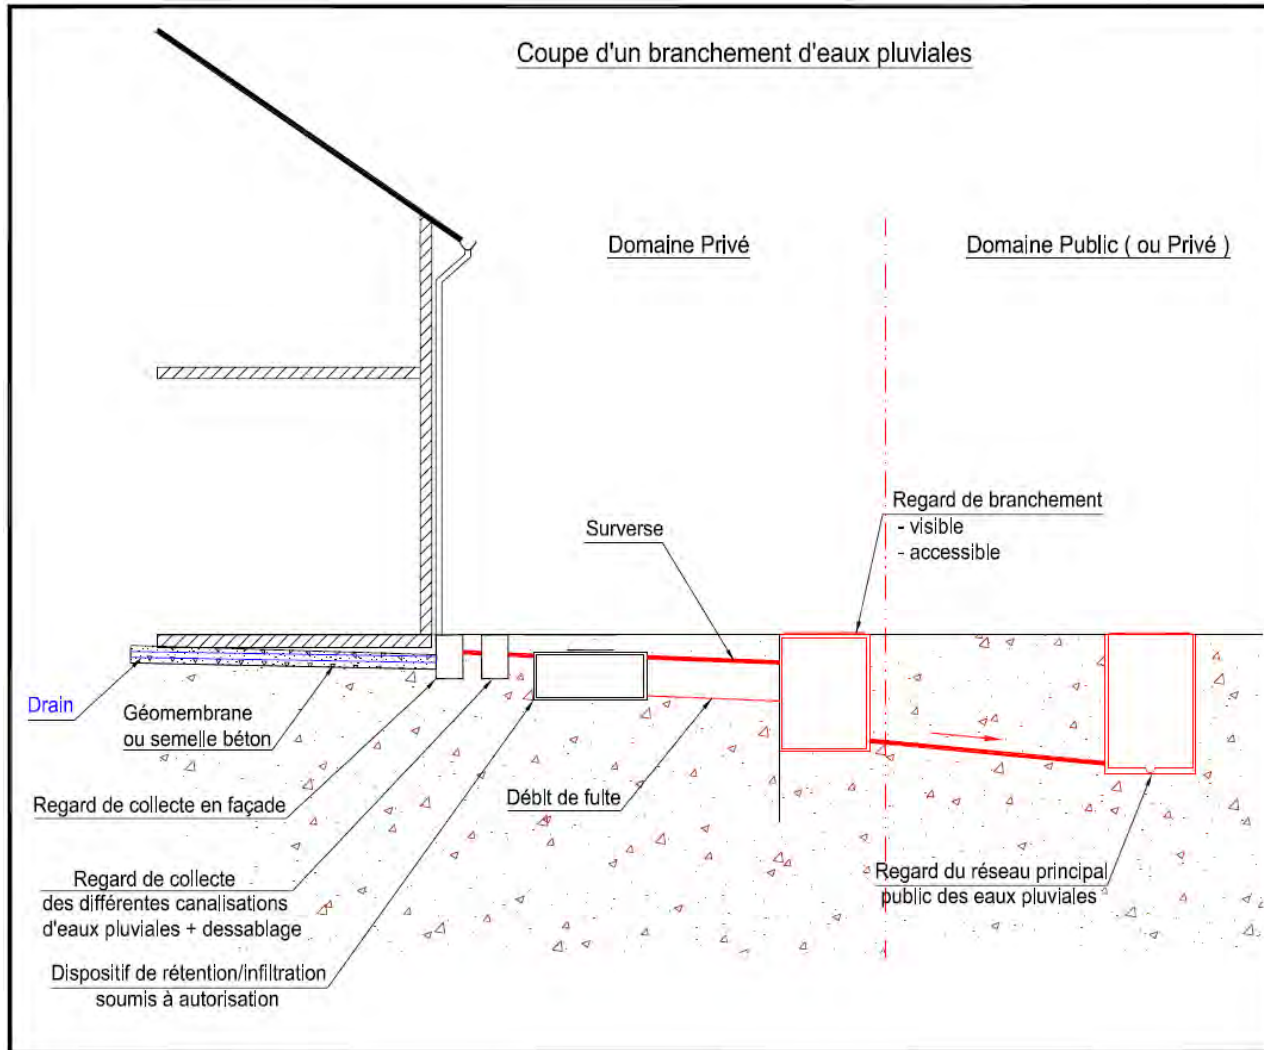 Coupe d'un branchement d'eaux pluviales
Domaine Privé
Domaine Public ( ou Privé )
Regard de branchement
- visible
- accessible
Surverse
Drain
Géomembrane
ou semelle béton
Regard de collecte en façade
Débit de fuite
Regard de collecte
des différentes canalisations
d'eaux pluviales + dessablage
Regard du réseau principal
public des eaux pluviales
Dispositif de rétention/infiltration
soumis à autorisation